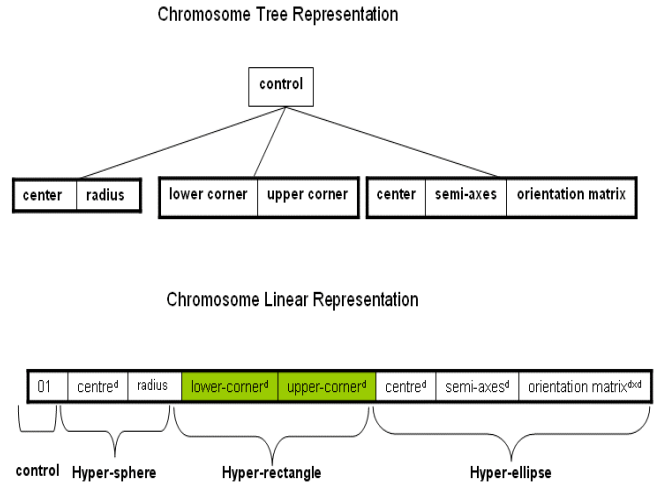 Chromosome Tree Representation
control
center radius lower corner upper corner center semi-axes orientation matrix
Chromosome Linear Representation
01 centreᵈ radius lower-cornerᵈ upper-cornerᵈ centreᵈ semi-axesᵈ orientation matrixᵈˣᵈ
control Hyper-sphere Hyper-rectangle Hyper-ellipse